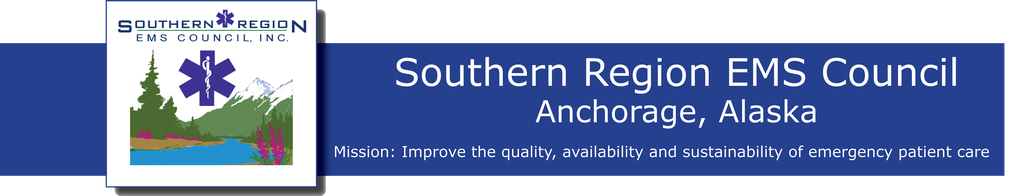 SOUTHERN REGION
EMS COUNCIL, INC.
Southern Region EMS Council
Anchorage, Alaska
Mission: Improve the quality, availability and sustainability of emergency patient care